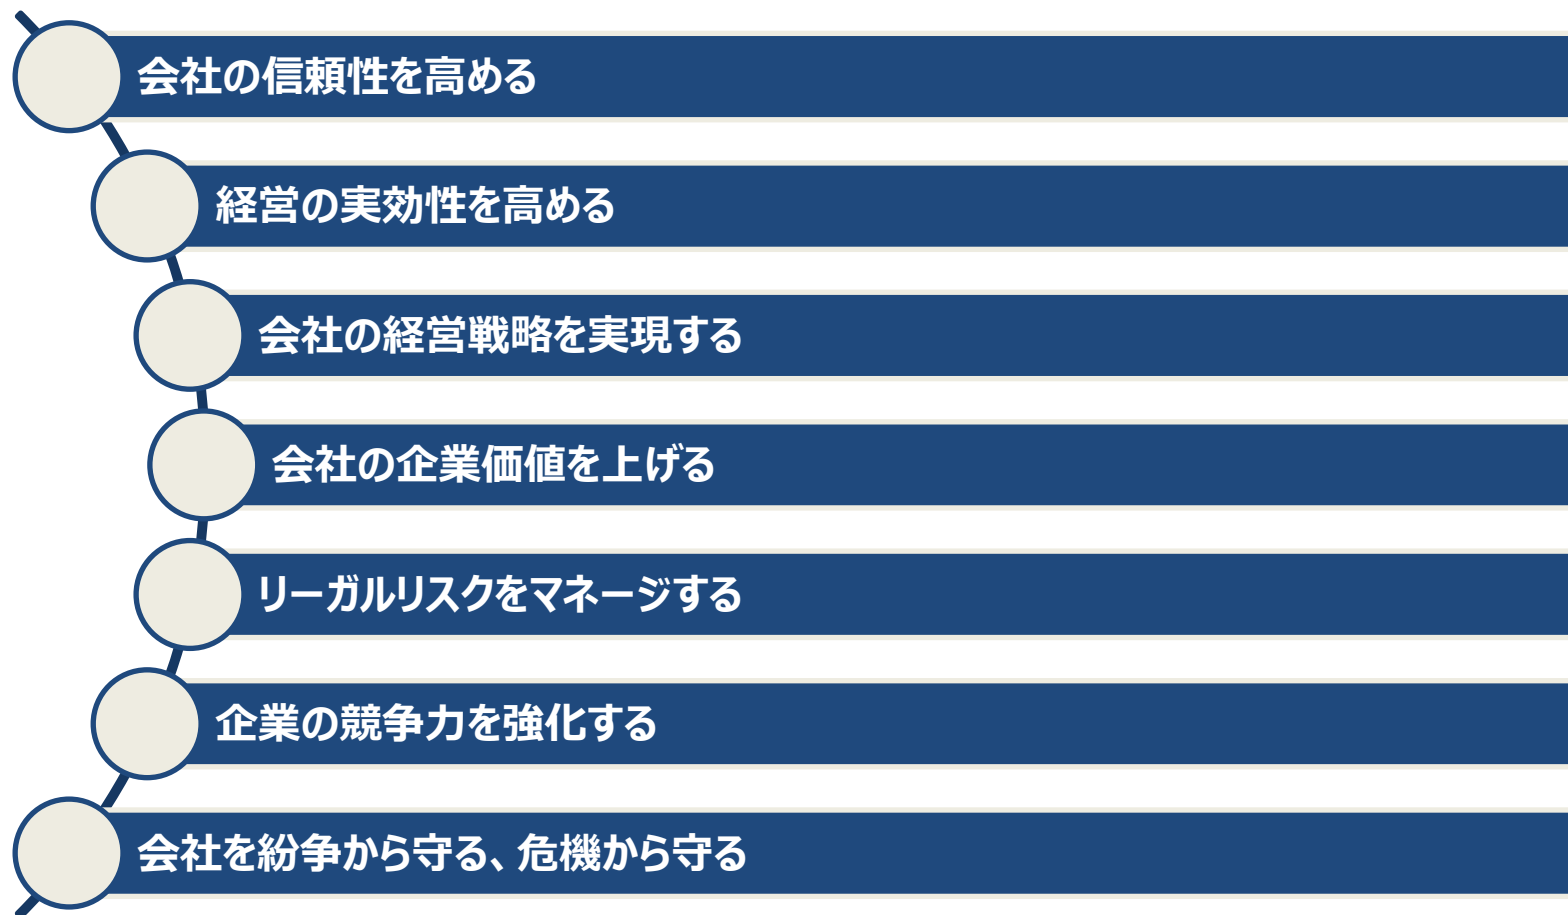 会社の信頼性を高める
経営の実効性を高める
会社の経営戦略を実現する
会社の企業価値を上げる
リーガルリスクをマネージする
企業の競争力を強化する
会社を紛争から守る、危機から守る